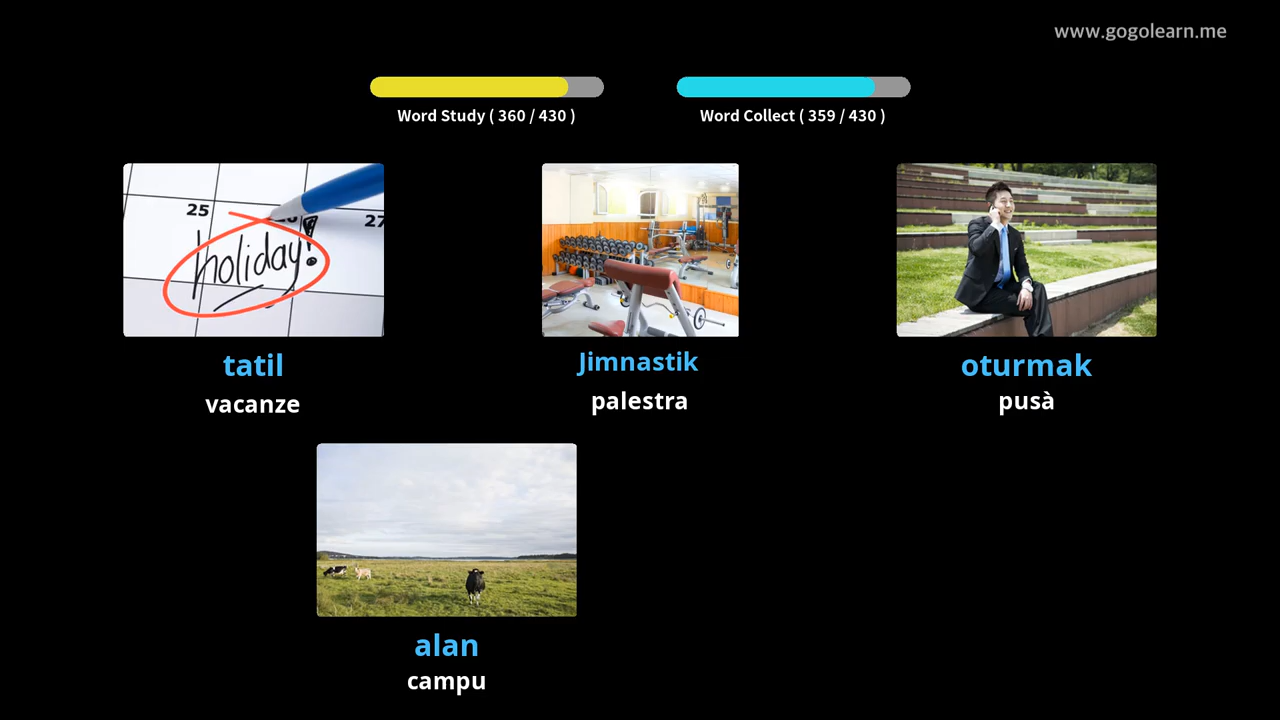 www.gogolearn.me
Word Study ( 360 / 430 )
Word Collect ( 359 / 430 )
25
27
holiday!
tatil
vacanze
Jimnastik
palestra
oturmak
pusà
alan
campu